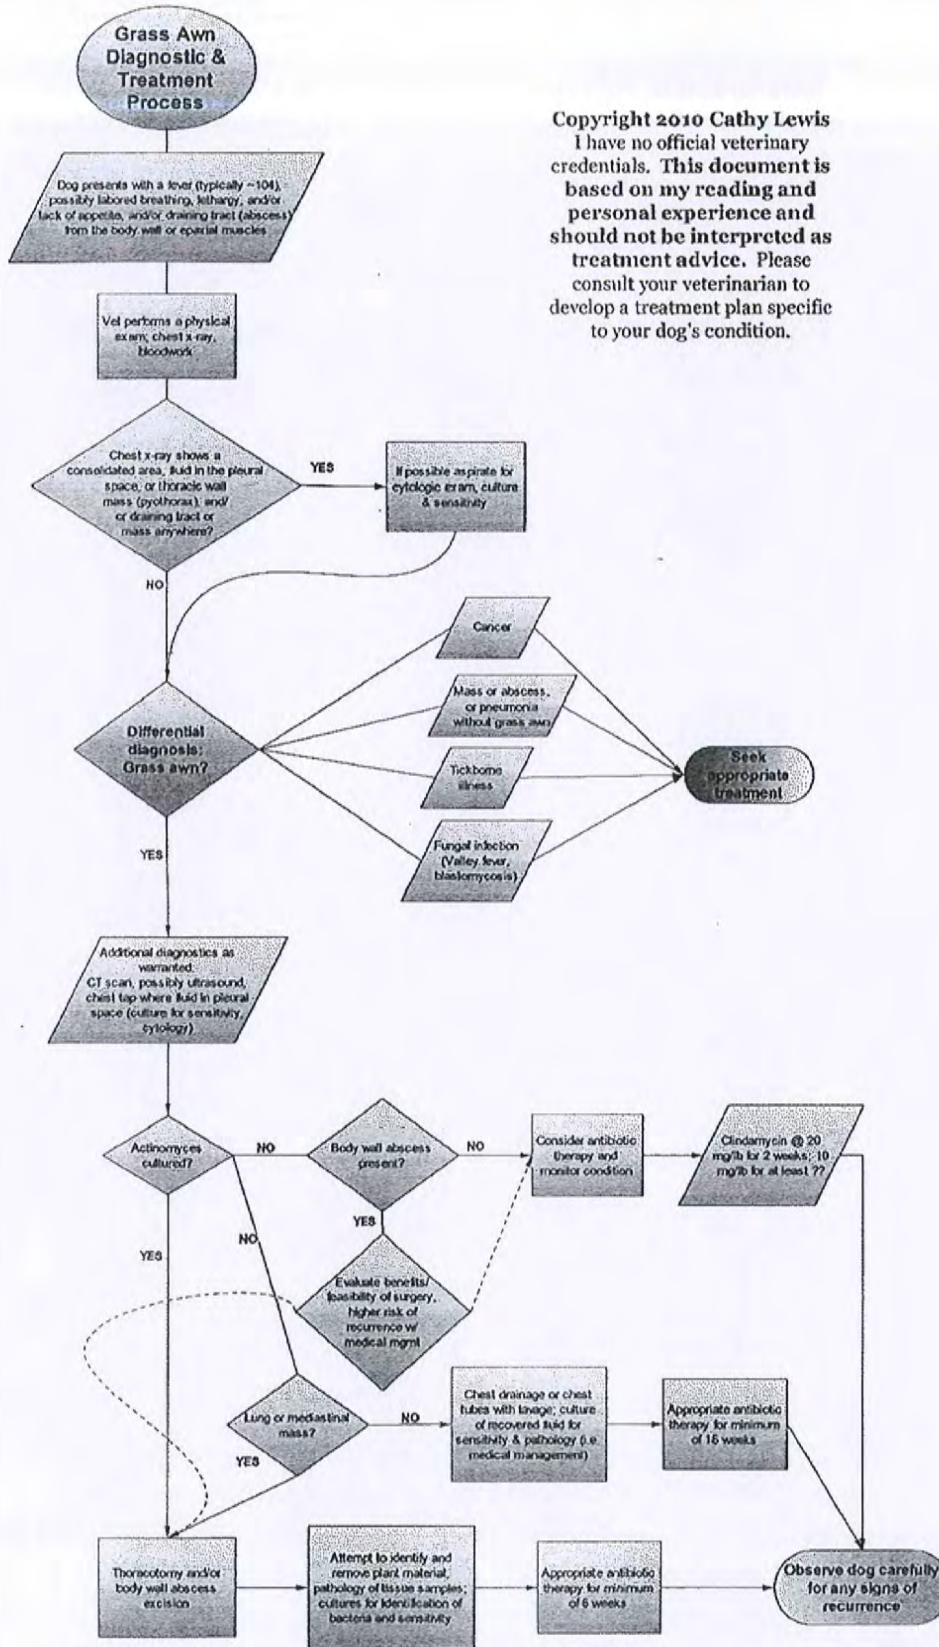 Grass Awn
Diagnostic &
Treatment
Process
Copyright 2010 Cathy Lewis
I have no official veterinary
credentials. This document is
based on my reading and
personal experience and
should not be interpreted as
treatment advice. Please
consult your veterinarian to
develop a treatment plan specific
to your dog's condition.
Dog presents with a fever (typically ~104),
possibly labored breathing, lethargy, and/or
lack of appetite, and/or draining tract (abscess)
from the body wall or epaxial muscles
Vet performs a physical
exam; chest x-ray,
bloodwork
Chest x-ray shows a
consolidated area, fluid in the pleural
space, or thoracic wall
mass (pyothorax); and/
or draining tract or
mass anywhere?
YES
If possible aspirate for
cytologic exam, culture
& sensitivity
NO
Cancer
Mass or abscess,
or pneumonia
without grass awn
Differential
diagnosis:
Grass awn?
Tickborne
illness
Seek
appropriate
treatment
Fungal infection
(Valley fever,
blastomycosis)
YES
Additional diagnostics as
warranted:
CT scan, possibly ultrasound,
chest tap where fluid in pleural
space (culture for sensitivity,
cytology)
Actinomyces
cultured?
NO
Body wall abscess
present?
NO
Consider antibiotic
therapy and
monitor condition
Clindamycin @ 20
mg/lb for 2 weeks; 10
mg/lb for at least ??
YES
NO
YES
Evaluate benefits/
feasibility of surgery,
higher risk of
recurrence w/
medical mgmt
Lung or mediastinal
mass?
NO
Chest drainage or chest
tubes with lavage; culture
of recovered fluid for
sensitivity & pathology (i.e.
medical management)
Appropriate antibiotic
therapy for minimum
of 16 weeks
YES
Thoracotomy and/or
body wall abscess
excision
Attempt to identify and
remove plant material;
pathology of tissue samples;
cultures for identification of
bacteria and sensitivity
Appropriate antibiotic
therapy for minimum
of 6 weeks
Observe dog carefully
for any signs of
recurrence